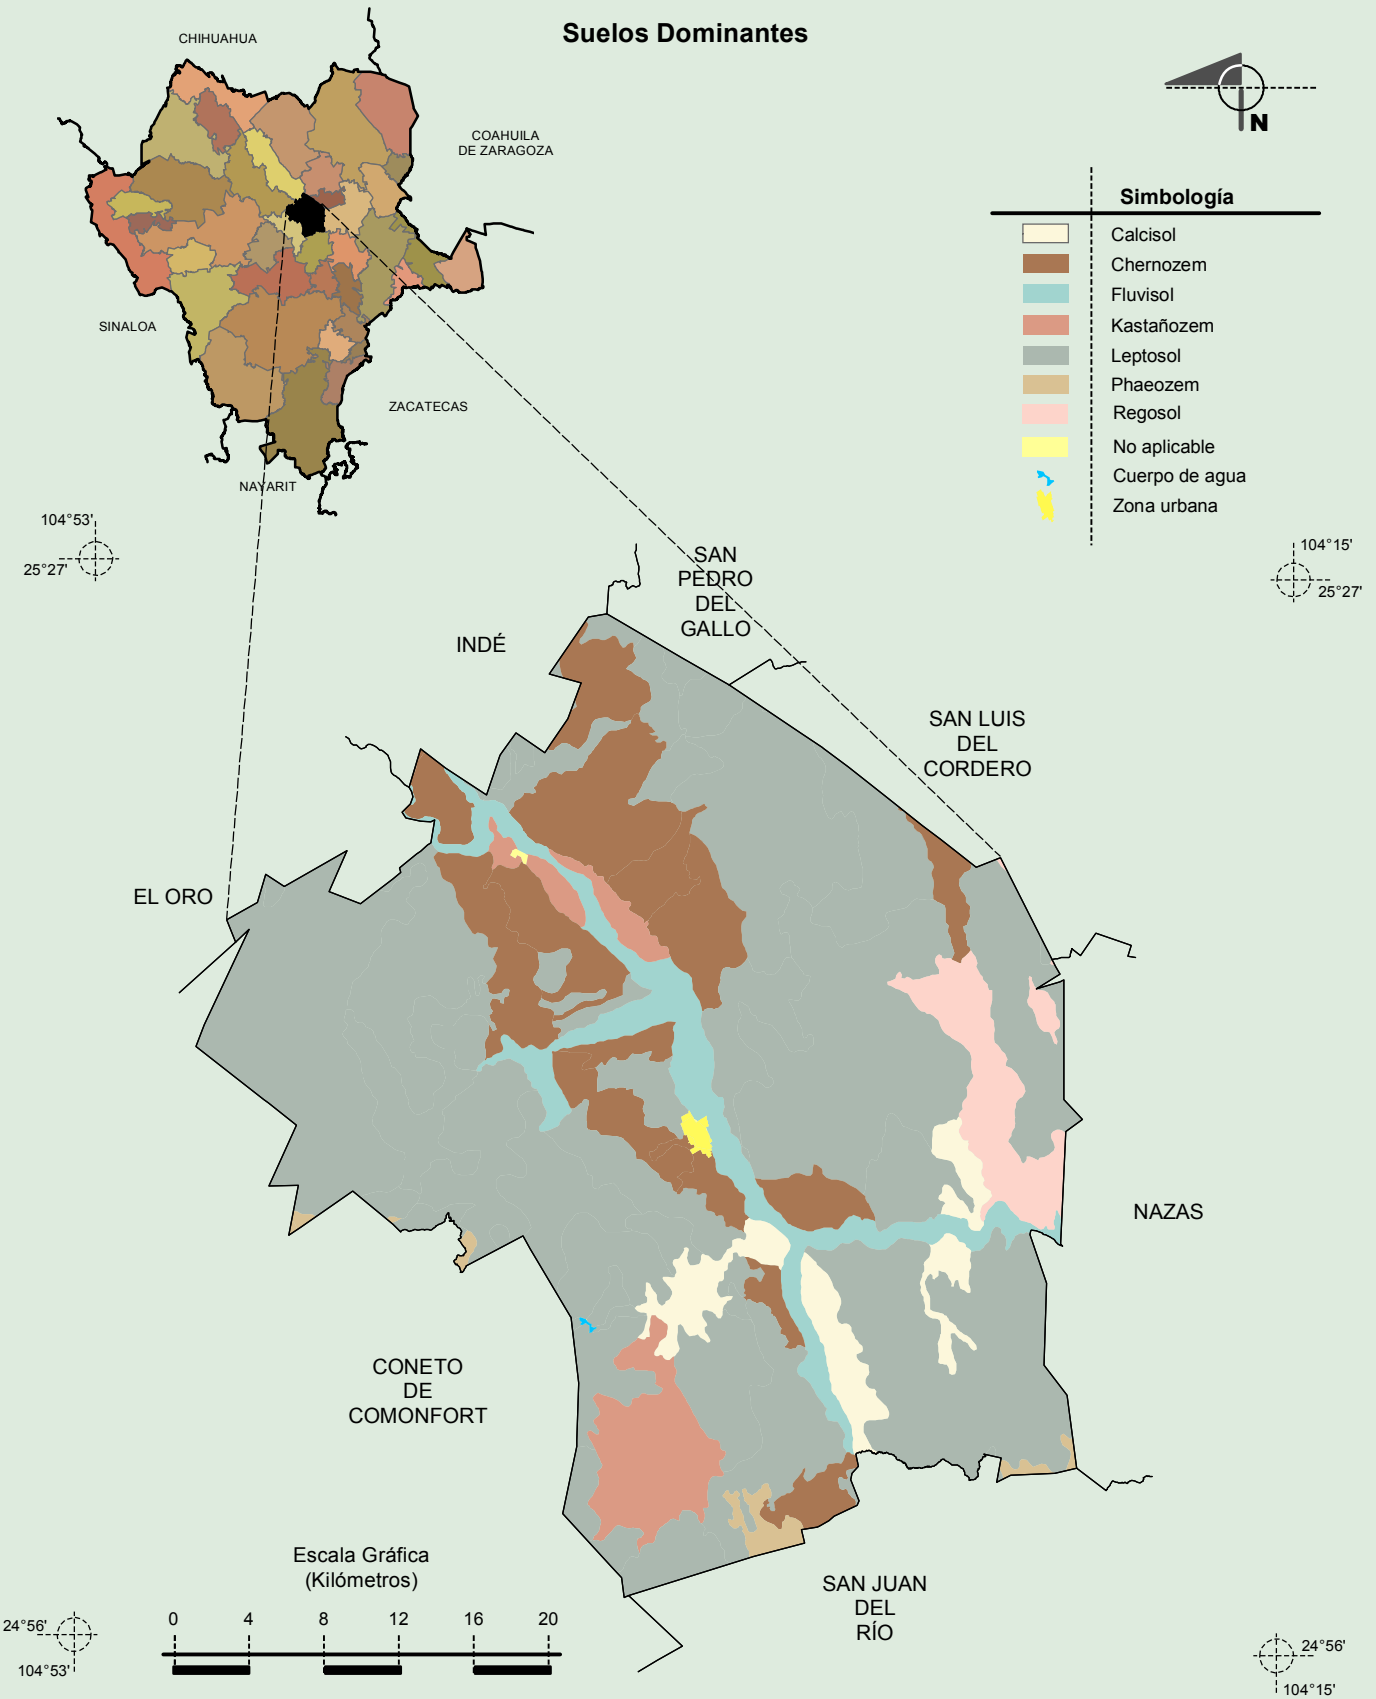 Suelos Dominantes
CHIHUAHUA
COAHUILA
DE ZARAGOZA
SINALOA
ZACATECAS
NAYARIT
N
Simbología
Calcisol
Chernozem
Fluvisol
Kastañozem
Leptosol
Phaeozem
Regosol
No aplicable
Cuerpo de agua
Zona urbana
104°53'
25°27'
104°15'
25°27'
SAN
PEDRO
DEL
GALLO
INDÉ
SAN LUIS
DEL
CORDERO
EL ORO
NAZAS
CONETO
DE
COMONFORT
SAN JUAN
DEL
RÍO
Escala Gráfica
(Kilómetros)
0 4 8 12 16 20
24°56'
104°53'
24°56'
104°15'